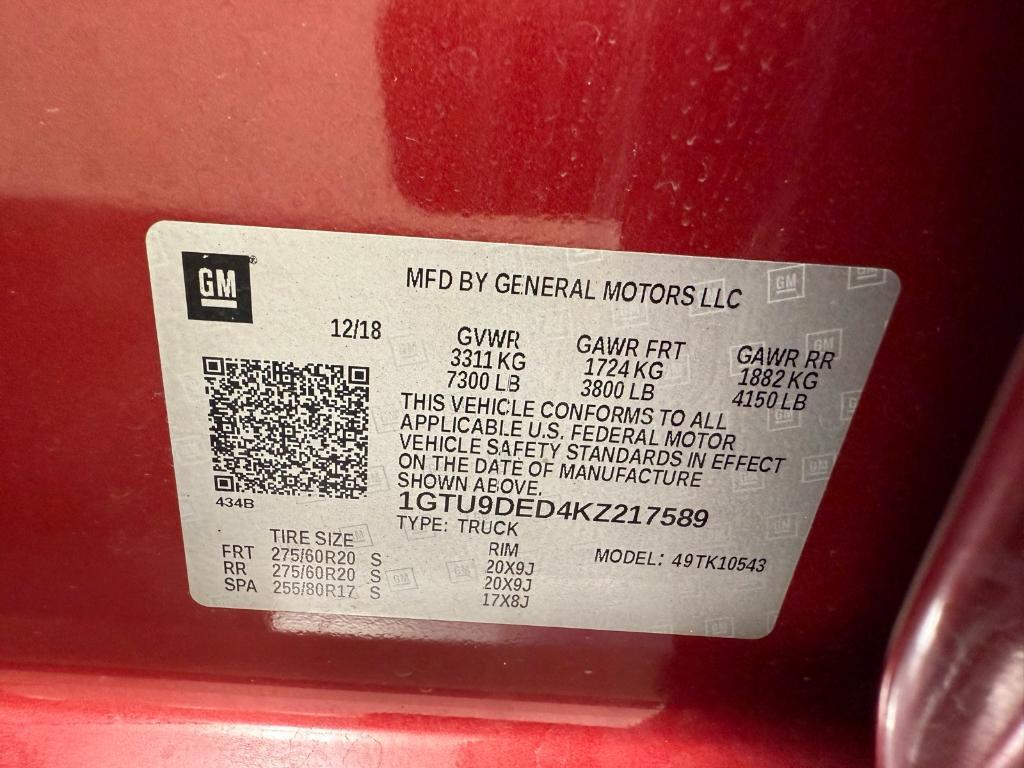 GM®
MFD BY GENERAL MOTORS LLC
12/18
GVWR
3311 KG
7300 LB
GAWR FRT
1724 KG
3800 LB
GAWR RR
1882 KG
4150 LB
THIS VEHICLE CONFORMS TO ALL
APPLICABLE U.S. FEDERAL MOTOR
VEHICLE SAFETY STANDARDS IN EFFECT
ON THE DATE OF MANUFACTURE
SHOWN ABOVE.
434B
1GTU9DED4KZ217589
TYPE: TRUCK
MODEL: 49TK10543
TIRE SIZE RIM
FRT 275/60R20 S 20X9J
RR 275/60R20 S 20X9J
SPA 255/80R17 S 17X8J